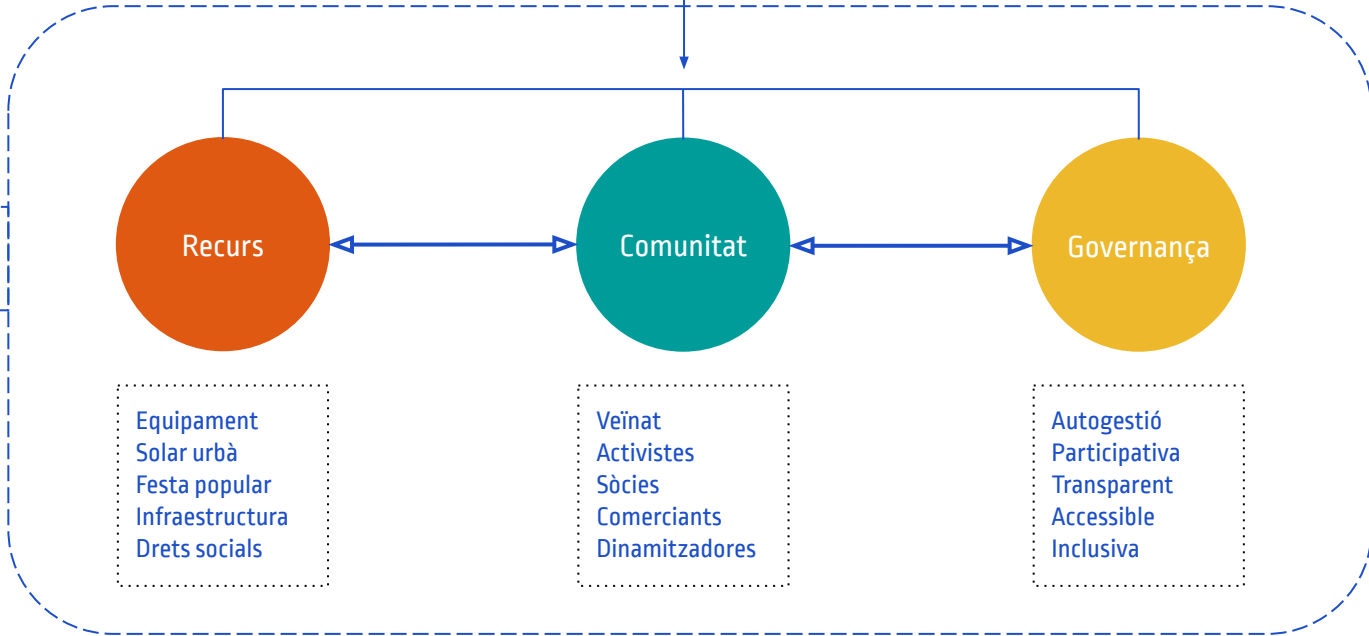 Recurs
Comunitat
Governança
Equipament
Solar urbà
Festa popular
Infraestructura
Drets socials
Veïnat
Activistes
Sòcies
Comerciants
Dinamitzadores
Autogestió
Participativa
Transparent
Accessible
Inclusiva